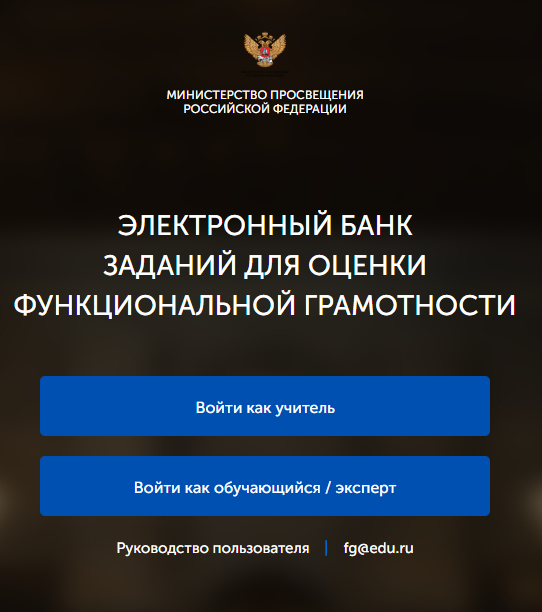 МИНИСТЕРСТВО ПРОСВЕЩЕНИЯ
РОССИЙСКОЙ ФЕДЕРАЦИИ
ЭЛЕКТРОННЫЙ БАНК
ЗАДАНИЙ ДЛЯ ОЦЕНКИ
ФУНКЦИОНАЛЬНОЙ ГРАМОТНОСТИ
Войти как учитель
Войти как обучающийся / эксперт
Руководство пользователя | fg@edu.ru